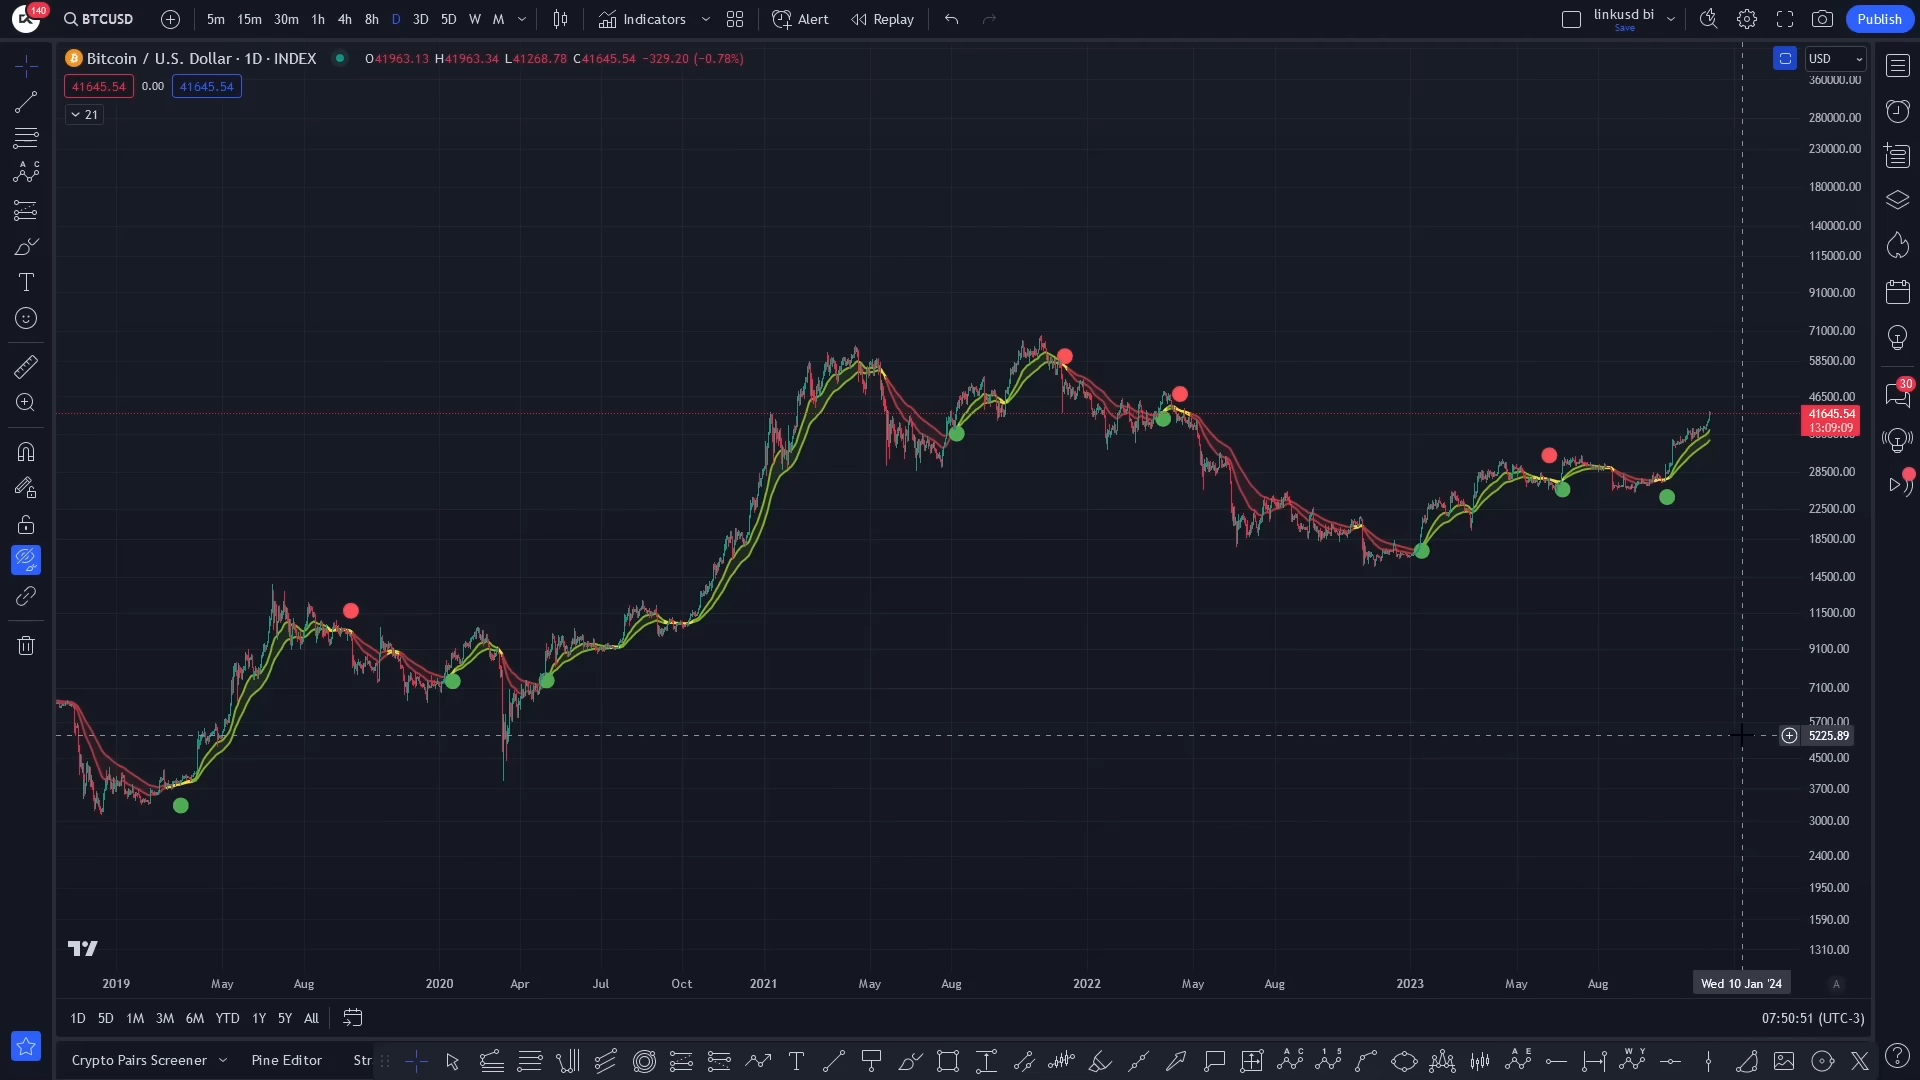 140
BTCUSD
5m 15m 30m 1h 4h 8h D 3D 5D W M
Indicators
Alert
Replay
linkusd bi
Save
Publish
Bitcoin / U.S. Dollar · 1D · INDEX
O41963.13 H41963.34 L41268.78 C41645.54 −329.20 (−0.78%)
41645.54 0.00 41645.54
21
USD
360000.00
280000.00
230000.00
180000.00
140000.00
115000.00
91000.00
71000.00
58500.00
46500.00
41645.54
13:09:09
28500.00
22500.00
18500.00
14500.00
11500.00
9100.00
7100.00
5700.00
5225.89
4500.00
3700.00
3000.00
2400.00
1950.00
1590.00
1310.00
30
2019 May Aug 2020 Apr Jul Oct 2021 May Aug 2022 May Aug 2023 May Aug Wed 10 Jan '24 A
1D 5D 1M 3M 6M YTD 1Y 5Y All
07:50:51 (UTC-3)
Crypto Pairs Screener Pine Editor Str